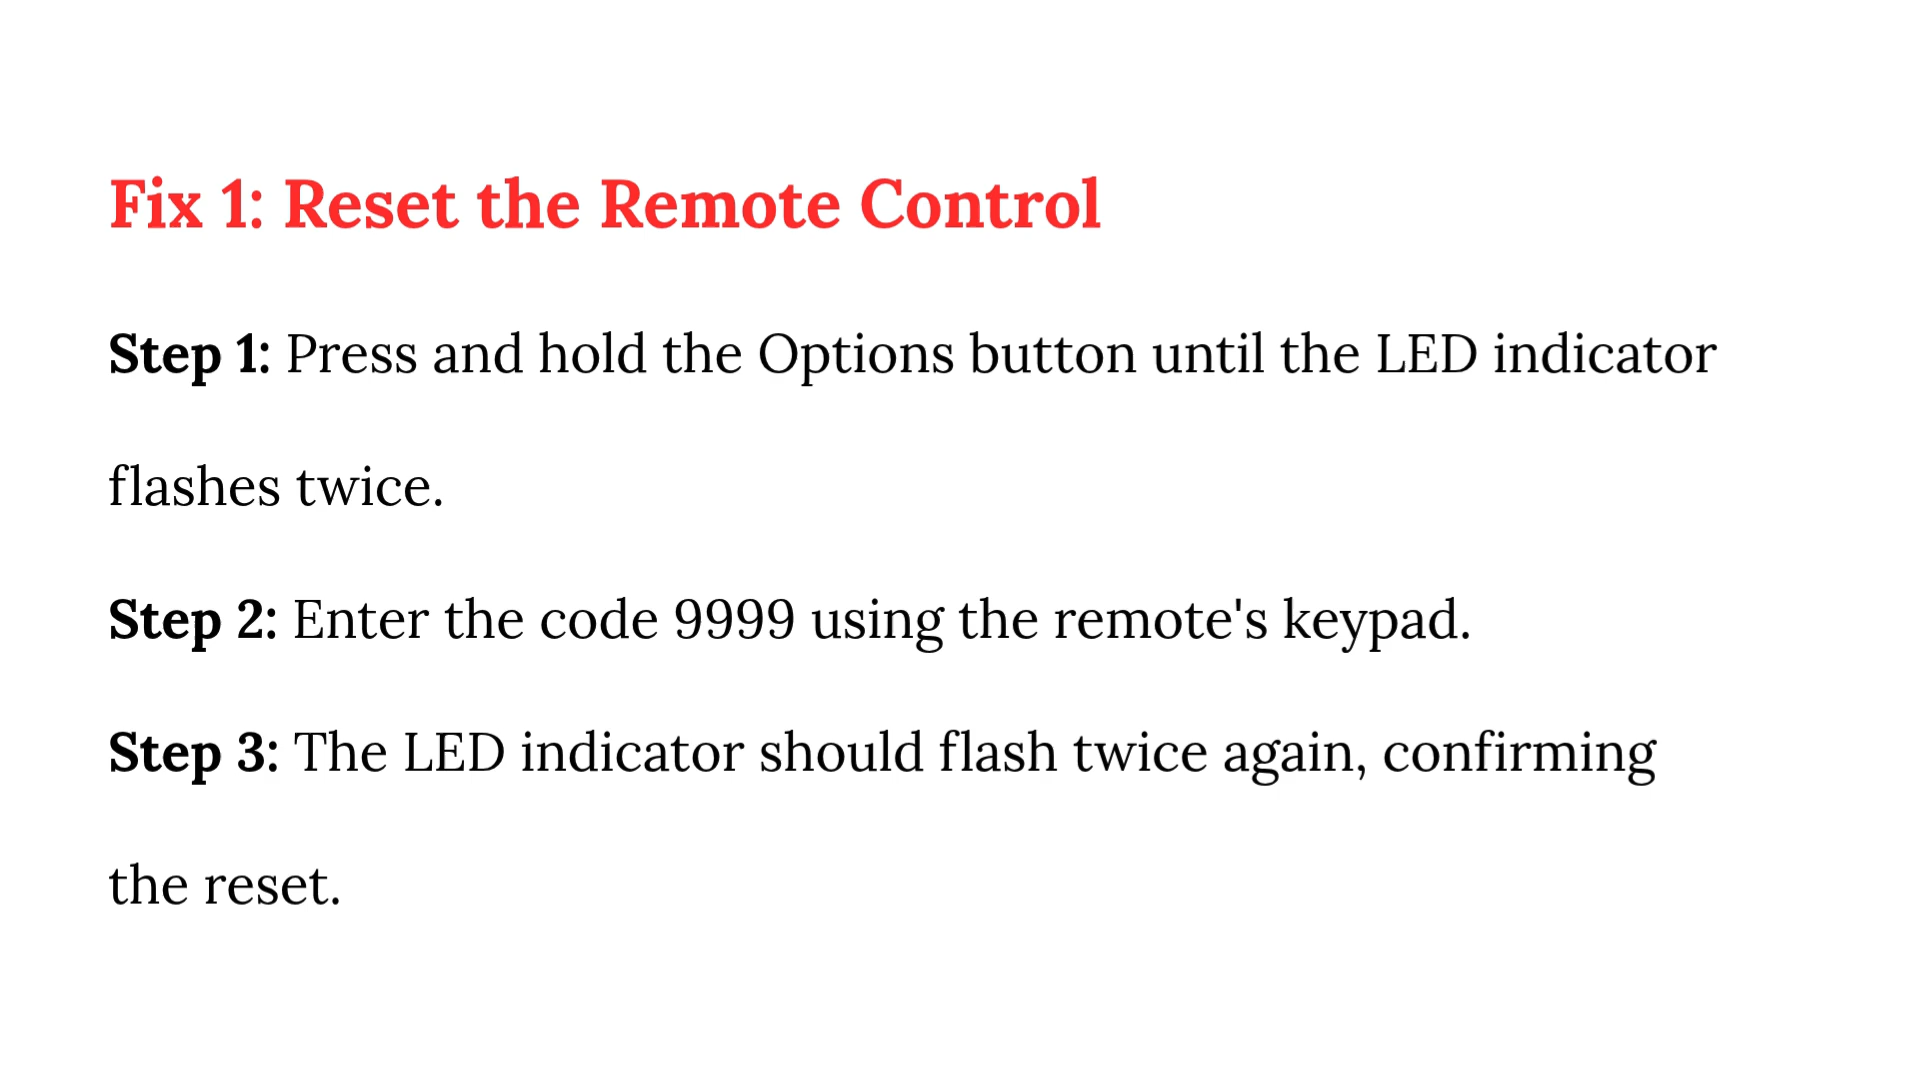 Fix 1: Reset the Remote Control
Step 1: Press and hold the Options button until the LED indicator
flashes twice.
Step 2: Enter the code 9999 using the remote's keypad.
Step 3: The LED indicator should flash twice again, confirming
the reset.